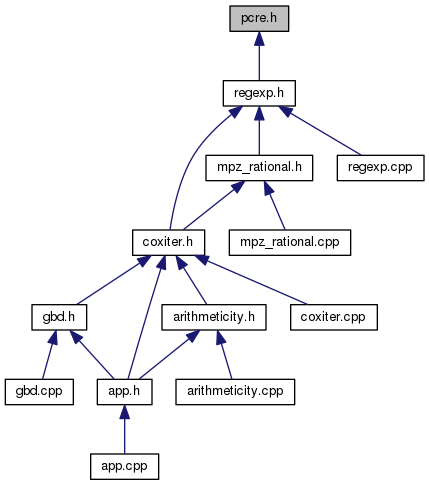 pcre.h
regexp.h
mpz_rational.h
regexp.cpp
coxiter.h
mpz_rational.cpp
gbd.h
arithmeticity.h
coxiter.cpp
gbd.cpp
app.h
arithmeticity.cpp
app.cpp